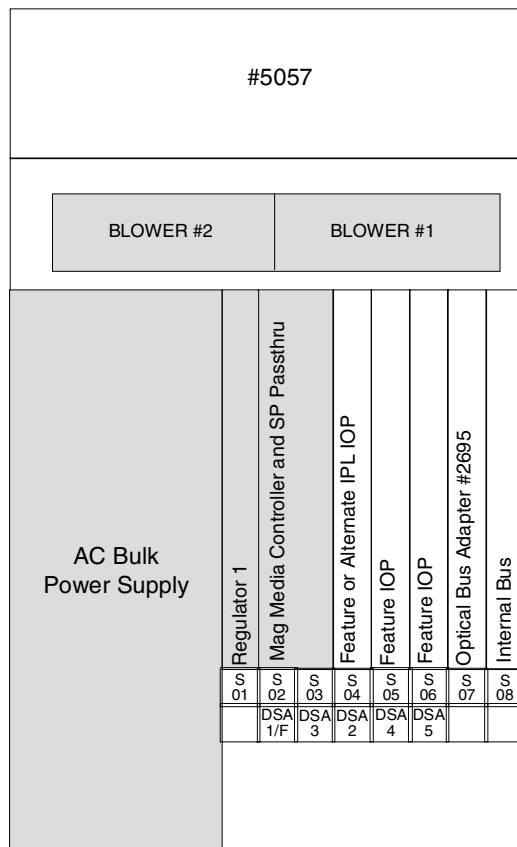 #5057
BLOWER #2
BLOWER #1
AC Bulk
Power Supply
Regulator 1
Mag Media Controller and SP Passthru
Feature or Alternate IPL IOP
Feature IOP
Feature IOP
Optical Bus Adapter #2695
Internal Bus
S
01
S
02
S
03
S
04
S
05
S
06
S
07
S
08
DSA
1/F
DSA
3
DSA
2
DSA
4
DSA
5